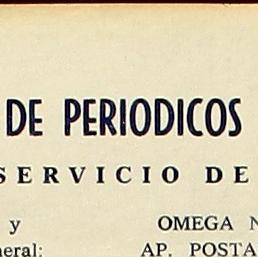 DE PERIODICOS
SERVICIO DE
y OMEGA N
neral: AP. POSTA